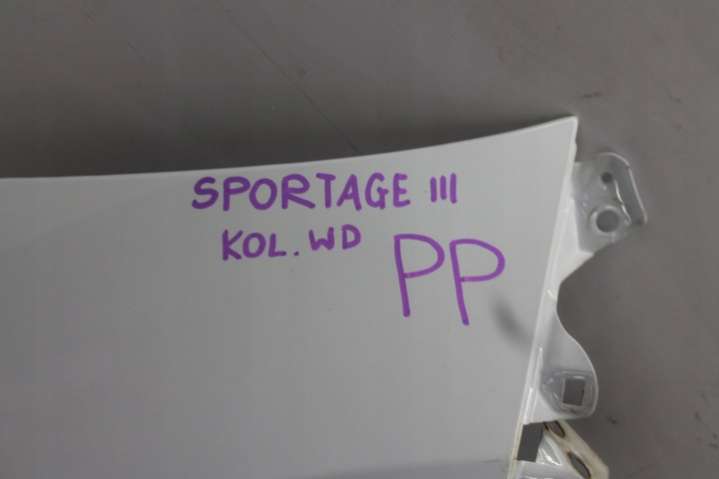 SPORTAGE III
KOL. WD
PP